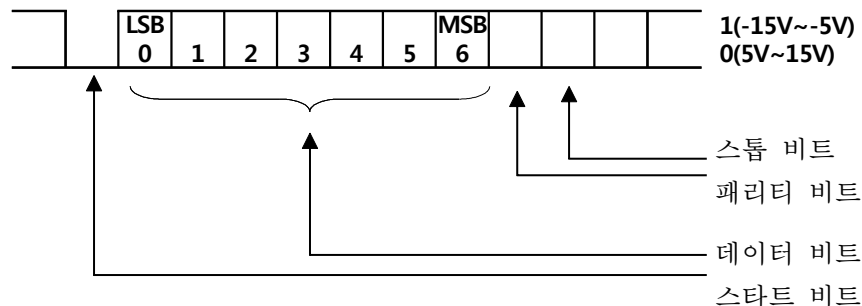 LSB MSB 1(-15V~-5V)
0 1 2 3 4 5 6 0(5V~15V)
스톱 비트
패리티 비트
데이터 비트
스타트 비트